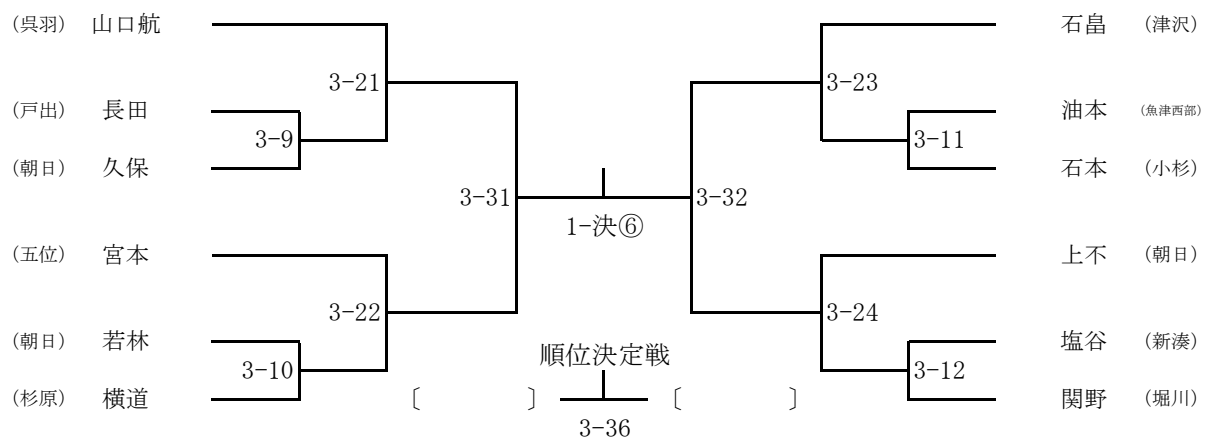 (呉羽) 山口航 石畠 (津沢)
3-21 3-23
(戸出) 長田 油本 (魚津西部)
3-9 3-11
(朝日) 久保 石本 (小杉)
3-31 3-32
1-決⑥
(五位) 宮本 上不 (朝日)
3-22 3-24
(朝日) 若林 塩谷 (新湊)
順位決定戦
3-10 3-12
(杉原) 横道 〔 〕 〔 〕 関野 (堀川)
3-36